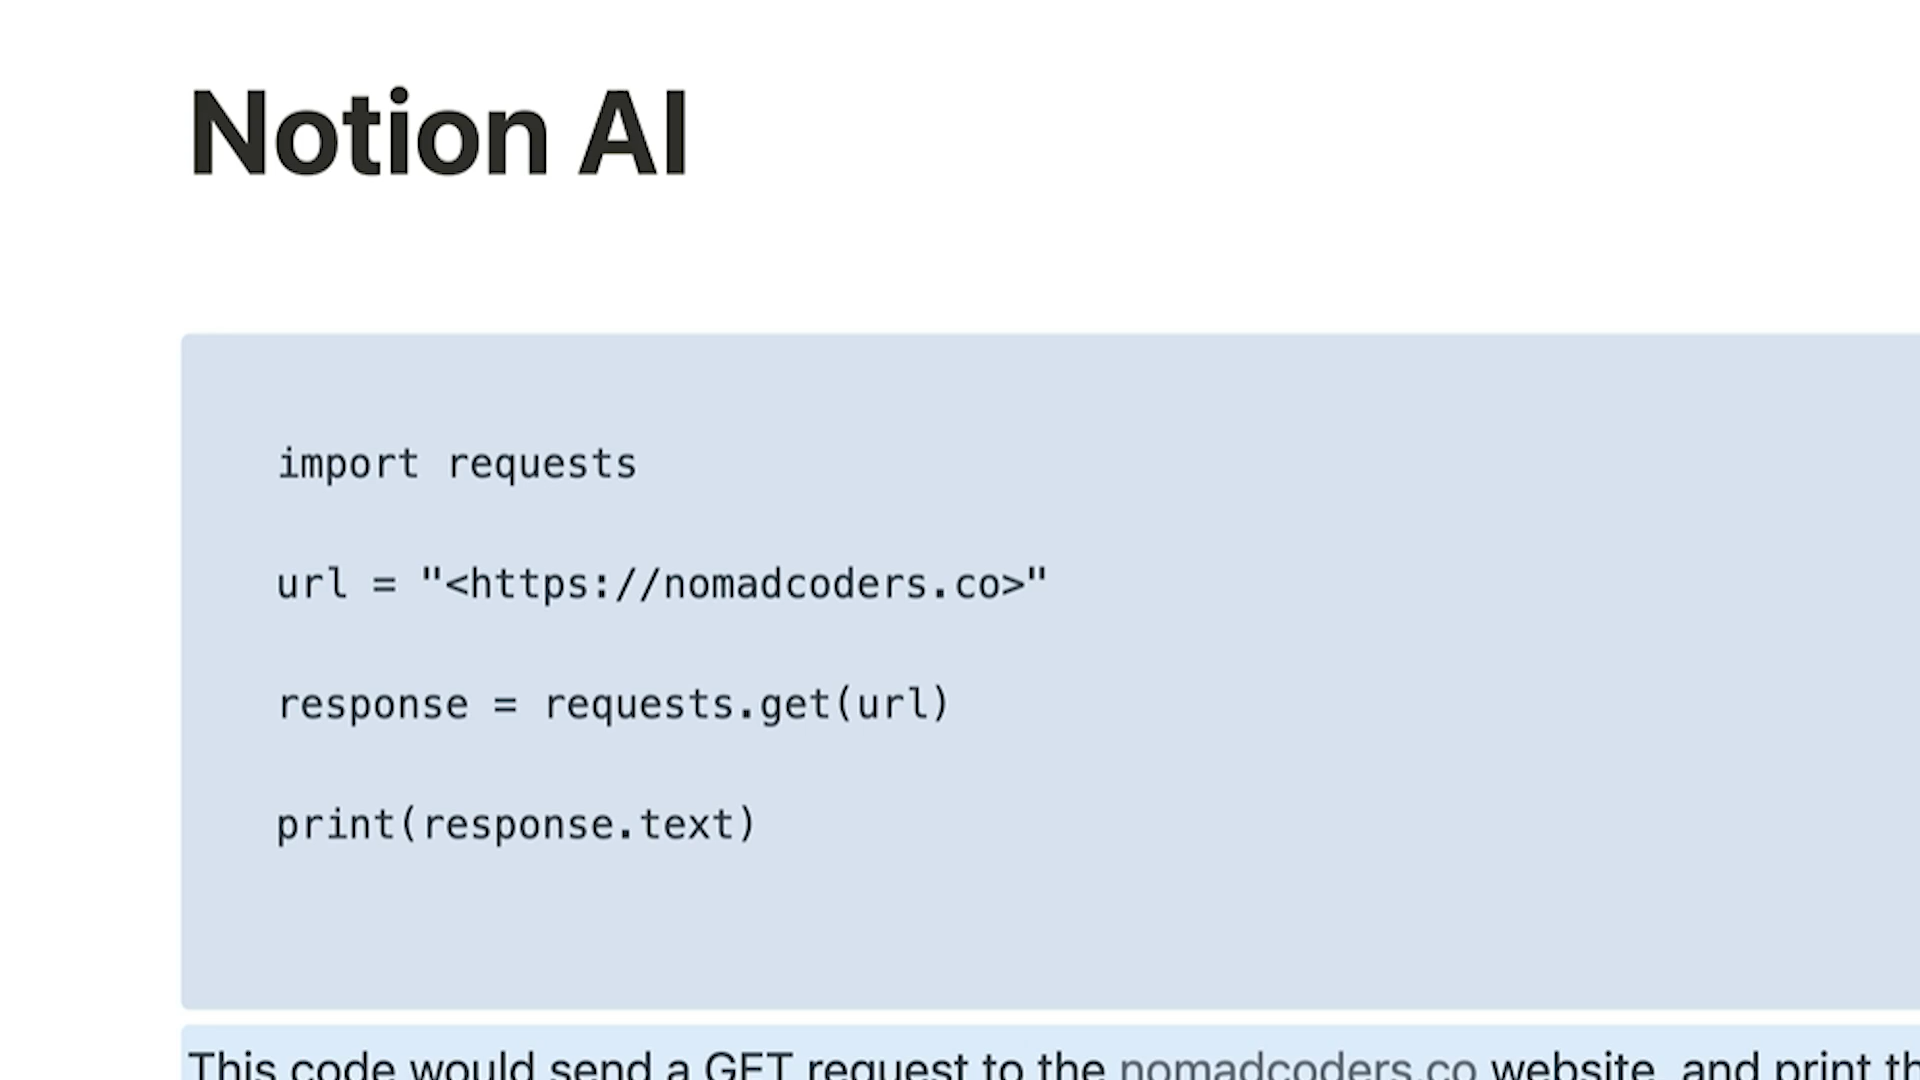 Notion AI
import requests
url = "<https://nomadcoders.co>"
response = requests.get(url)
print(response.text)
This code would send a GET request to the nomadcoders.co website, and print th